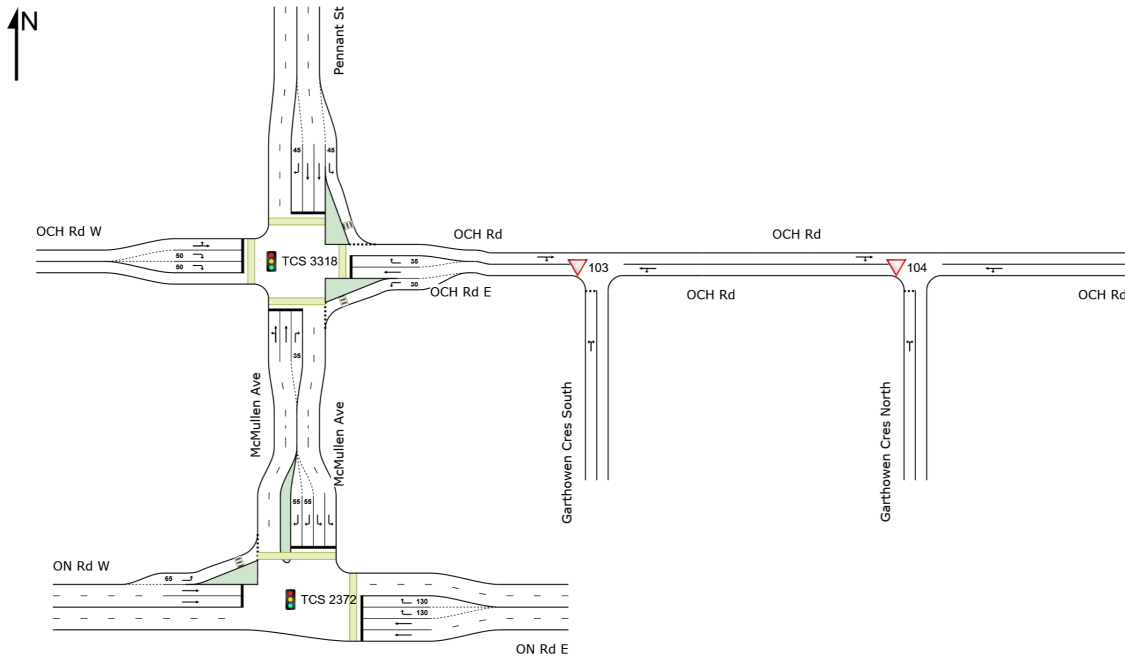 N
Pennant St
45
45
OCH Rd W
OCH Rd
OCH Rd
50
50
TCS 3318
35
30
OCH Rd E
103
OCH Rd
104
OCH Rd
35
McMullen Ave
McMullen Ave
Garthowen Cres South
Garthowen Cres North
55
55
ON Rd W
65
TCS 2372
130
130
ON Rd E